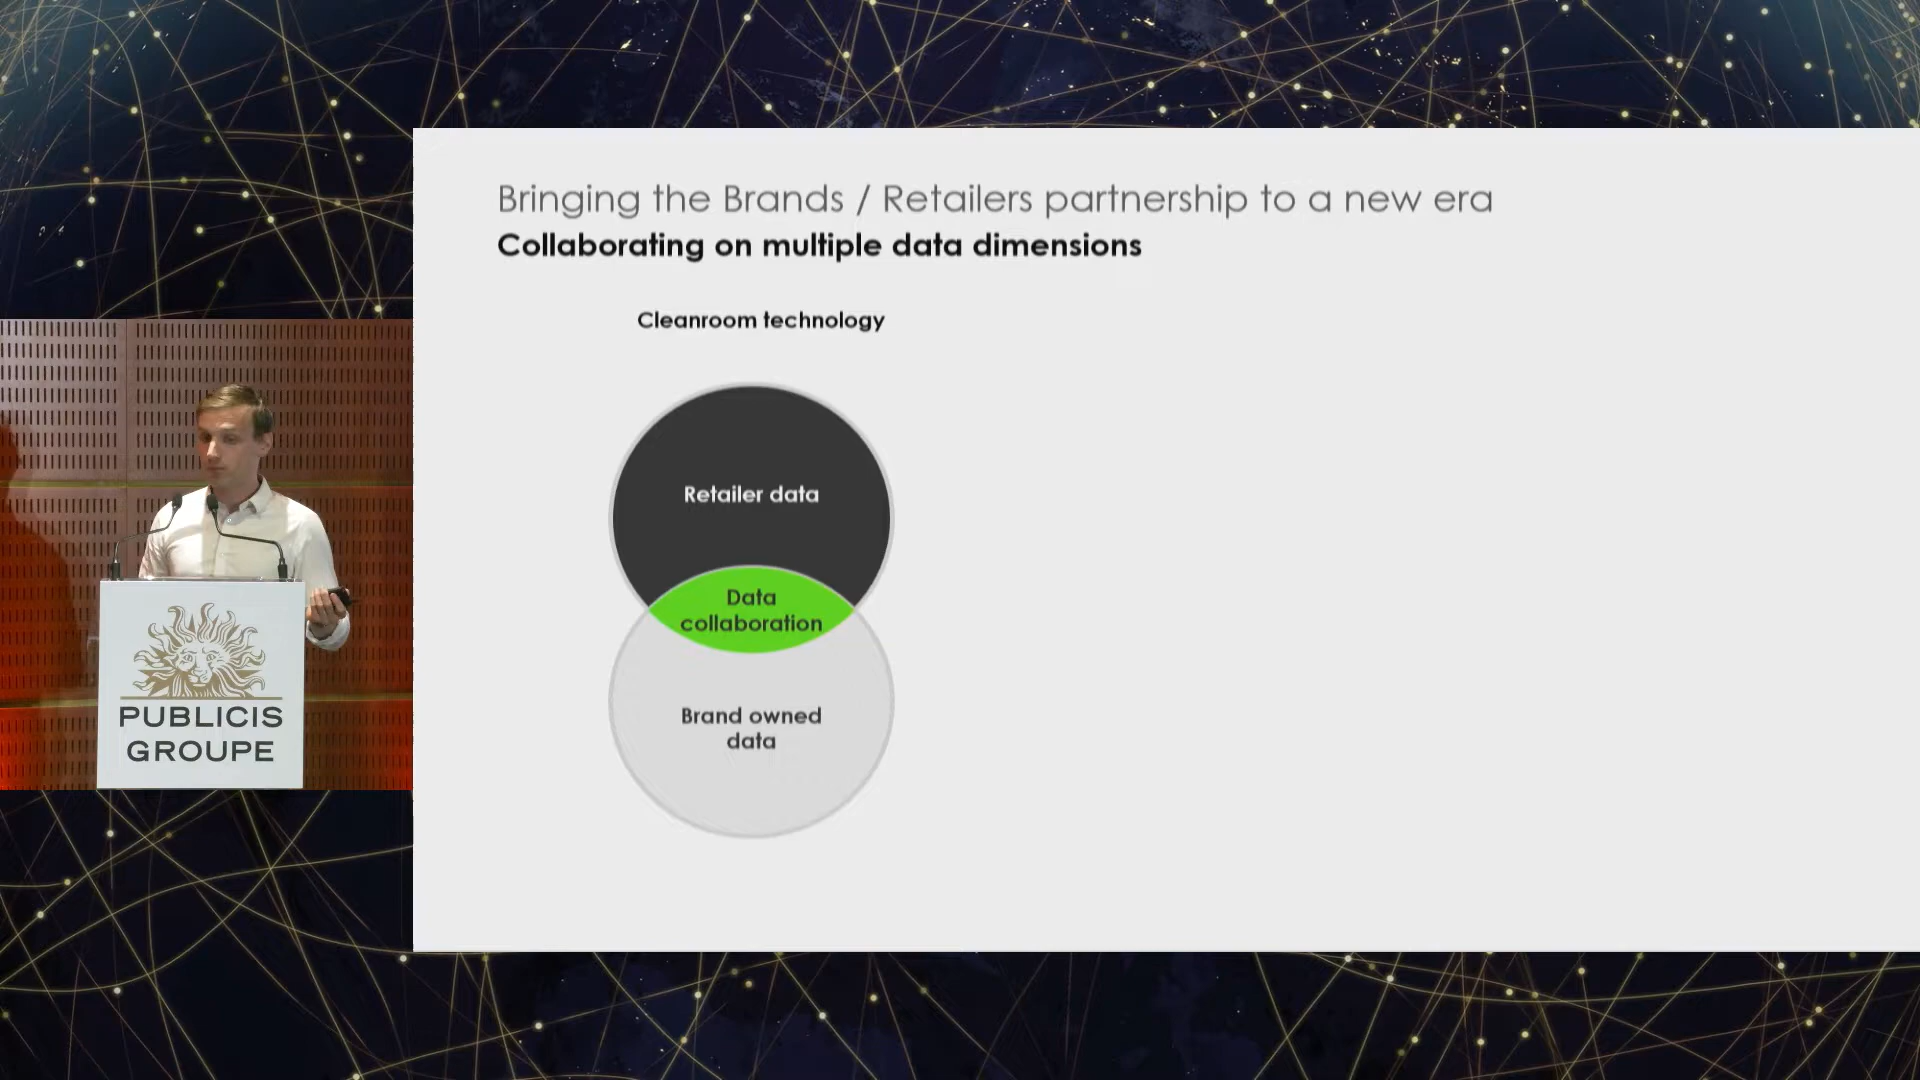 Bringing the Brands / Retailers partnership to a new era
Collaborating on multiple data dimensions
Cleanroom technology
Retailer data
Data
collaboration
Brand owned
data
PUBLICIS
GROUPE